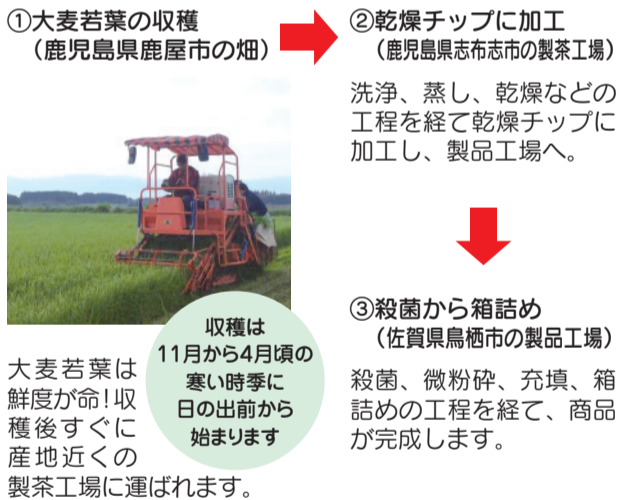 ①大麦若葉の収穫
（鹿児島県鹿屋市の畑）
収穫は
11月から4月頃の
寒い時季に
日の出前から
始まります
大麦若葉は
鮮度が命！収
穫後すぐに
産地近くの
製茶工場に運ばれます。
②乾燥チップに加工
（鹿児島県志布志市の製茶工場）
洗浄、蒸し、乾燥などの
工程を経て乾燥チップに
加工し、製品工場へ。
③殺菌から箱詰め
（佐賀県鳥栖市の製品工場）
殺菌、微粉砕、充填、箱
詰めの工程を経て、商品
が完成します。